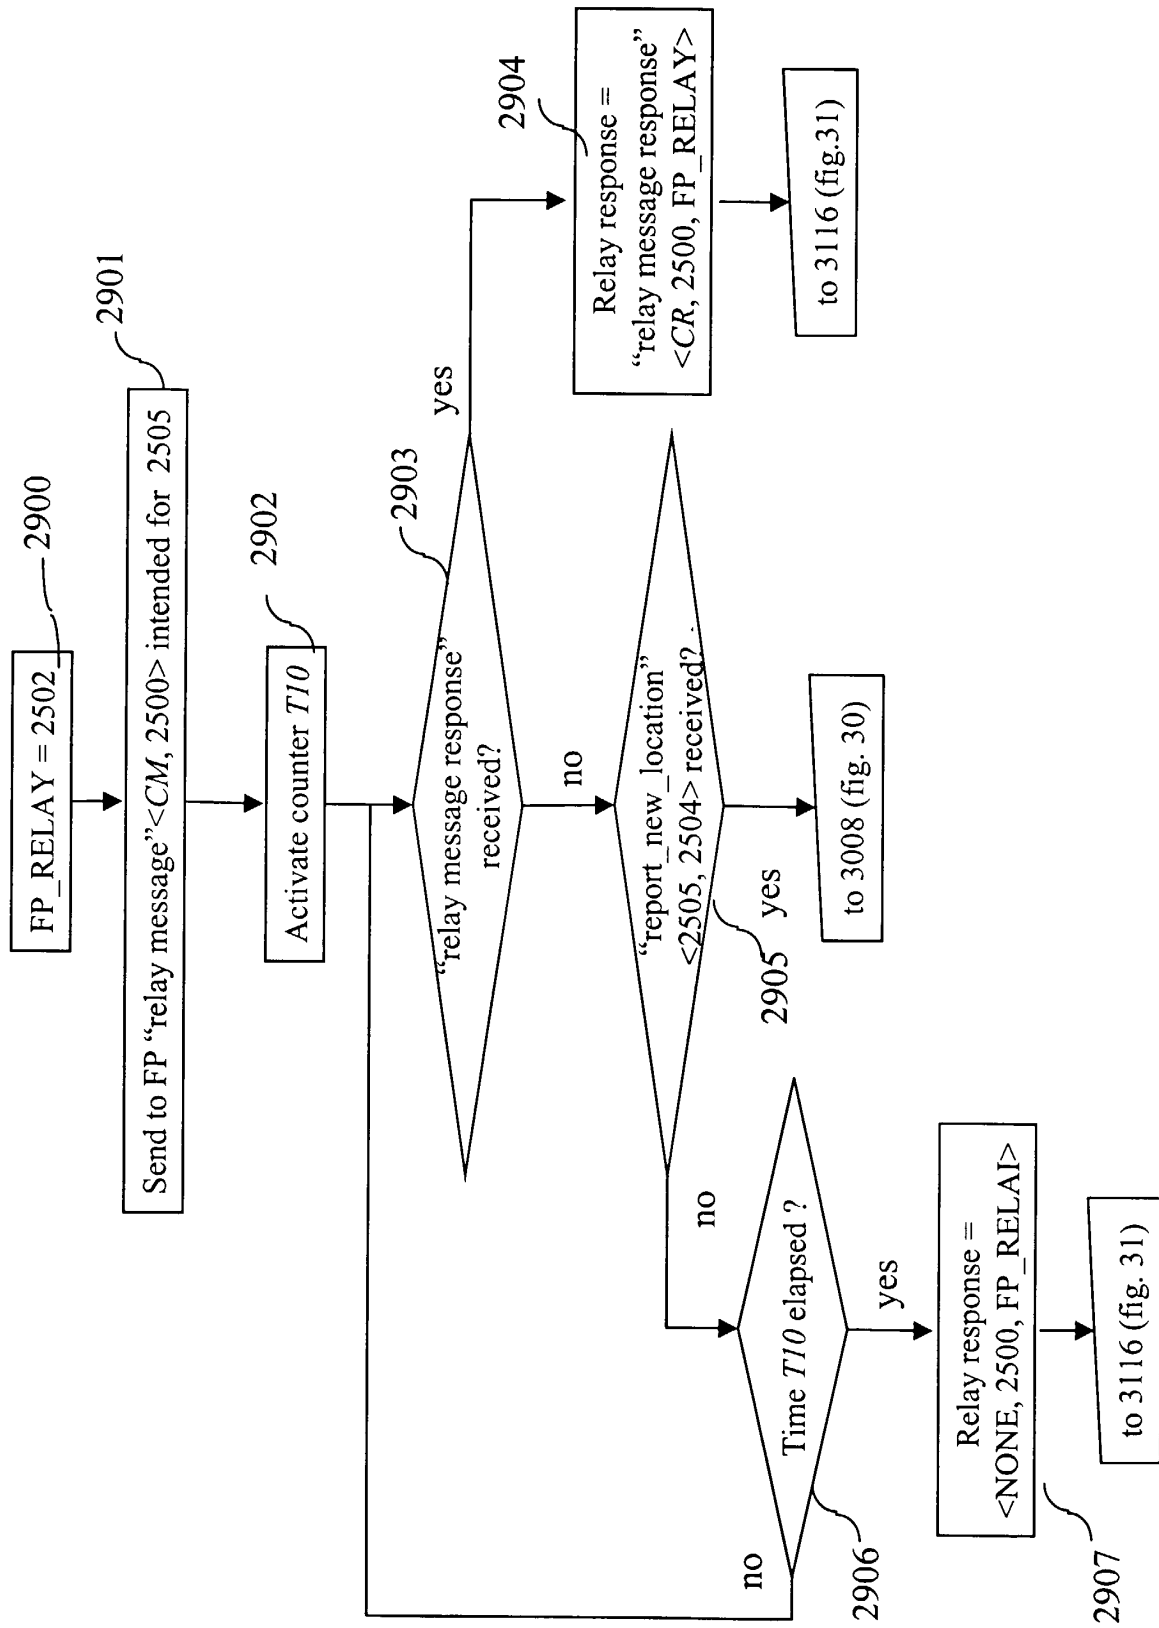 FP_RELAY = 2502
2900
Send to FP “relay message”<CM, 2500> intended for 2505
2901
Activate counter T10
2902
“relay message response”
received?
2903
yes
no
Relay response =
“relay message response”
<CR, 2500, FP_RELAY>
2904
to 3116 (fig.31)
“report_new_location”
<2505, 2504> received?
2905
yes
no
to 3008 (fig. 30)
Time T10 elapsed ?
2906
no
yes
Relay response =
<NONE, 2500, FP_RELAI>
2907
to 3116 (fig. 31)